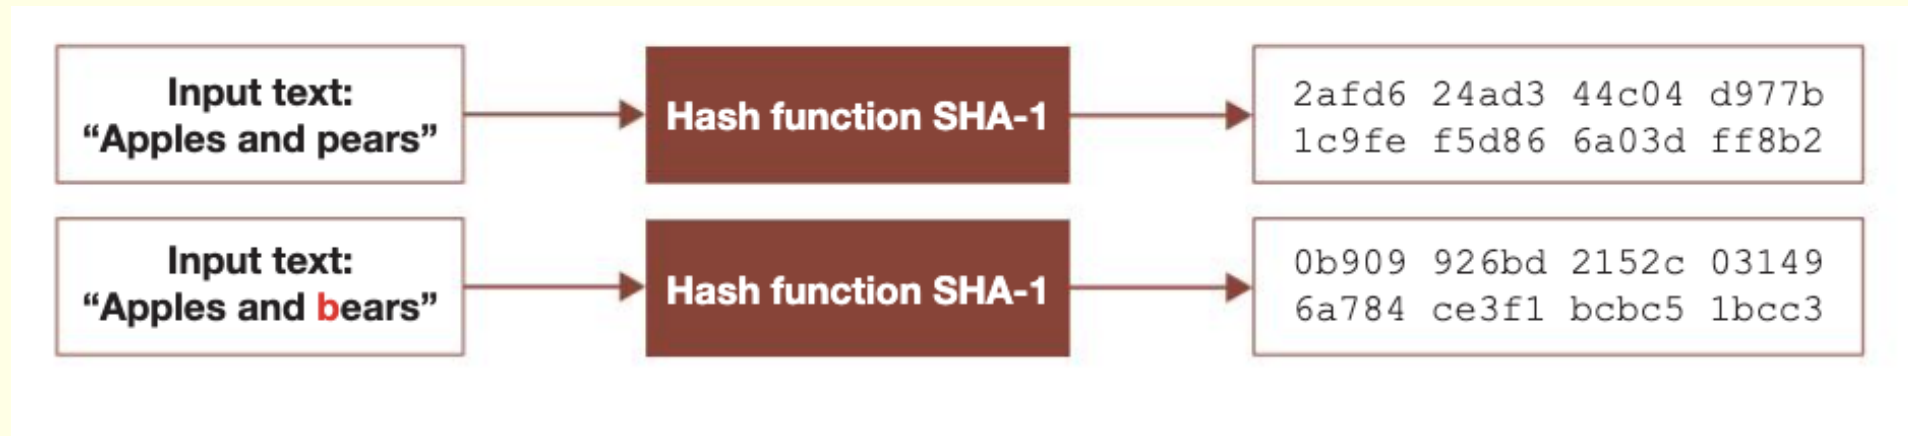 Input text:
“Apples and pears”
Hash function SHA-1
2afd6 24ad3 44c04 d977b
1c9fe f5d86 6a03d ff8b2
Input text:
“Apples and bears”
Hash function SHA-1
0b909 926bd 2152c 03149
6a784 ce3f1 bcbc5 1bcc3